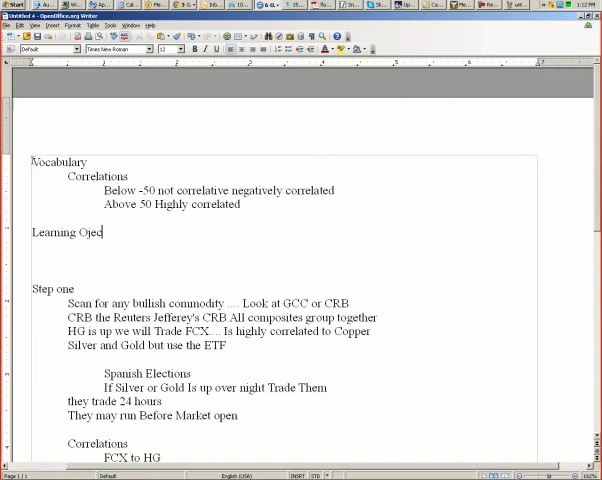 Start
1:12 PM
Untitled 4 - OpenOffice.org Writer
File Edit View Insert Format Table Tools Window Help
Default Times New Roman 12 B I U
Vocabulary
Correlations
Below -50 not correlative negatively correlated
Above 50 Highly correlated
Learning Ojec
Step one
Scan for any bullish commodity .... Look at GCC or CRB
CRB the Reuters Jefferey's CRB All composites group together
HG is up we will Trade FCX.... Is highly correlated to Copper
Silver and Gold but use the ETF
Spanish Elections
If Silver or Gold Is up over night Trade Them
they trade 24 hours
They may run Before Market open
Correlations
FCX to HG
Page 1 / 1 Default English (USA) INSRT STD * 162%